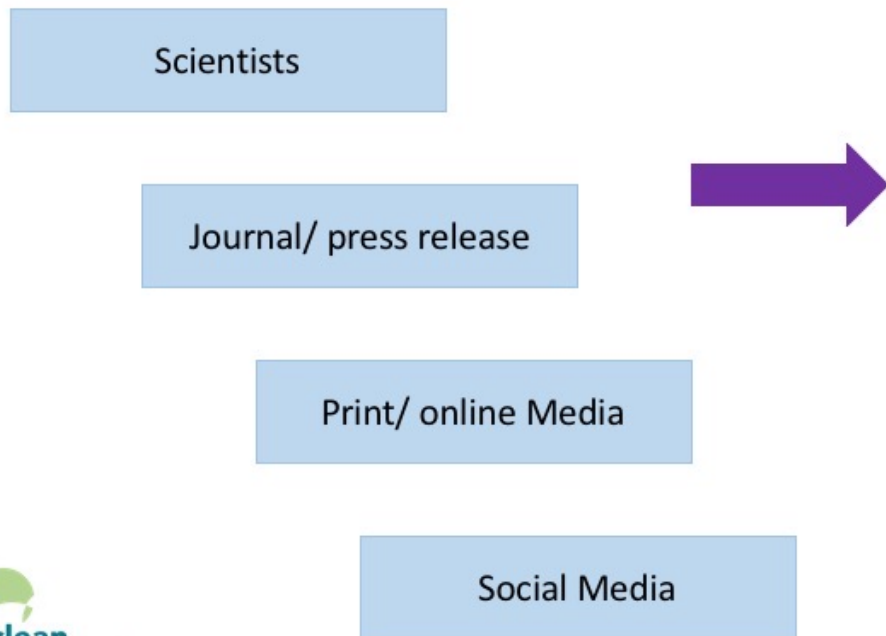 Scientists
Journal/ press release
Print/ online Media
Social Media